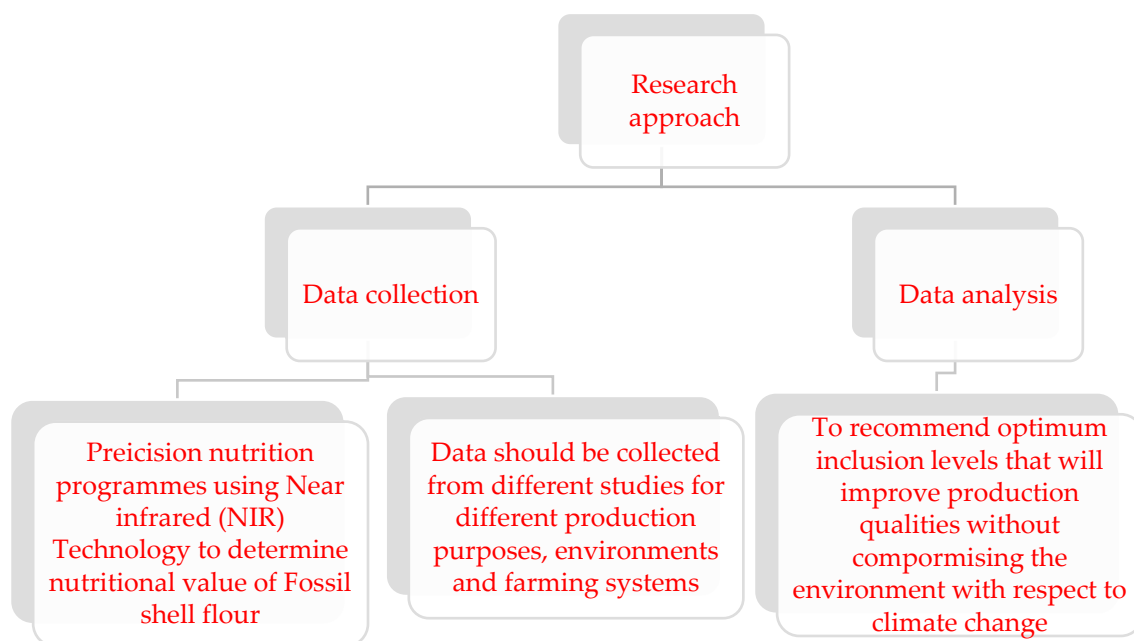 Research
approach
Data collection
Data analysis
Preicision nutrition
programmes using Near
infrared (NIR)
Technology to determine
nutritional value of Fossil
shell flour
Data should be collected
from different studies for
different production
purposes, environments
and farming systems
To recommend optimum
inclusion levels that will
improve production
qualities without
compormising the
environment with respect to
climate change